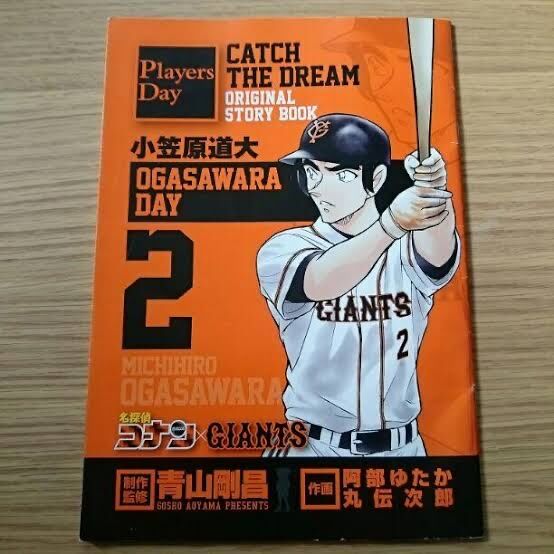 Players
Day
CATCH
THE DREAM
ORIGINAL
STORY BOOK
小笠原道大
OGASAWARA
DAY
2
YG
GIANTS
2
MICHIHIRO
OGASAWARA
名探偵
コナン×GIANTS
制作
監修
青山剛昌
GOSHO AOYAMA PRESENTS
作画
阿部ゆたか
丸伝次郎